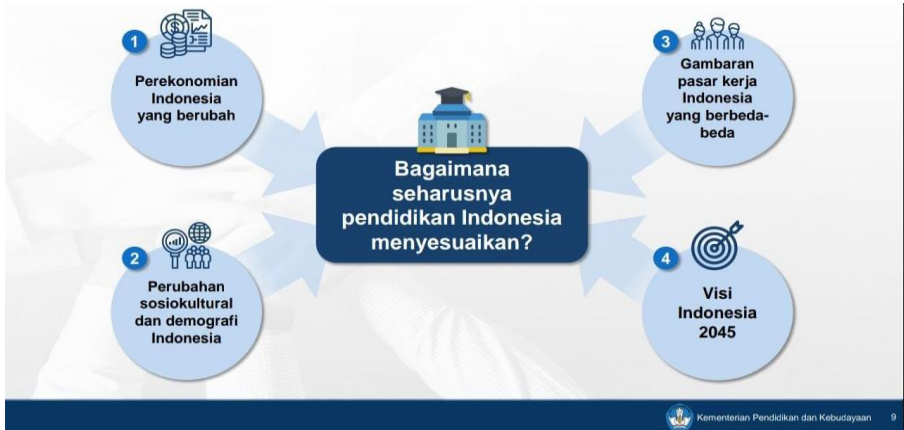 1
Perekonomian
Indonesia
yang berubah
2
Perubahan
sosiokultural
dan demografi
Indonesia
Bagaimana
seharusnya
pendidikan Indonesia
menyesuaikan?
3
Gambaran
pasar kerja
Indonesia
yang berbeda-
beda
4
Visi
Indonesia
2045
Kementerian Pendidikan dan Kebudayaan 9